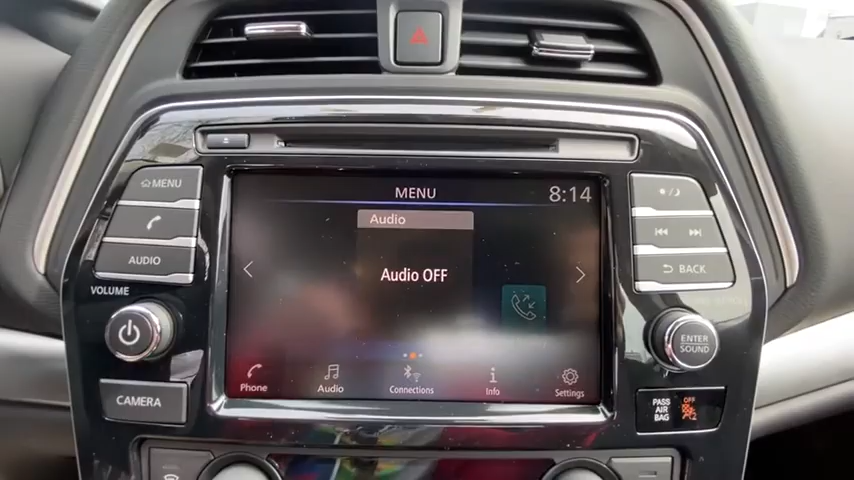 MENU
MENU
8:14
Audio
AUDIO
Audio OFF
BACK
VOLUME
ENTER
SOUND
Phone
Audio
Connections
Info
Settings
CAMERA
PASS
AIR
BAG
OFF